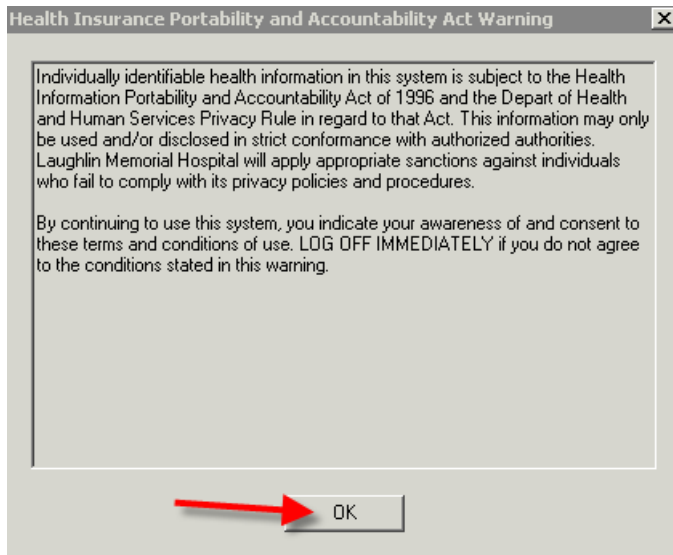 Health Insurance Portability and Accountability Act Warning
Individually identifiable health information in this system is subject to the Health
Information Portability and Accountability Act of 1996 and the Depart of Health
and Human Services Privacy Rule in regard to that Act. This information may only
be used and/or disclosed in strict conformance with authorized authorities.
Laughlin Memorial Hospital will apply appropriate sanctions against individuals
who fail to comply with its privacy policies and procedures.
By continuing to use this system, you indicate your awareness of and consent to
these terms and conditions of use. LOG OFF IMMEDIATELY if you do not agree
to the conditions stated in this warning.
OK